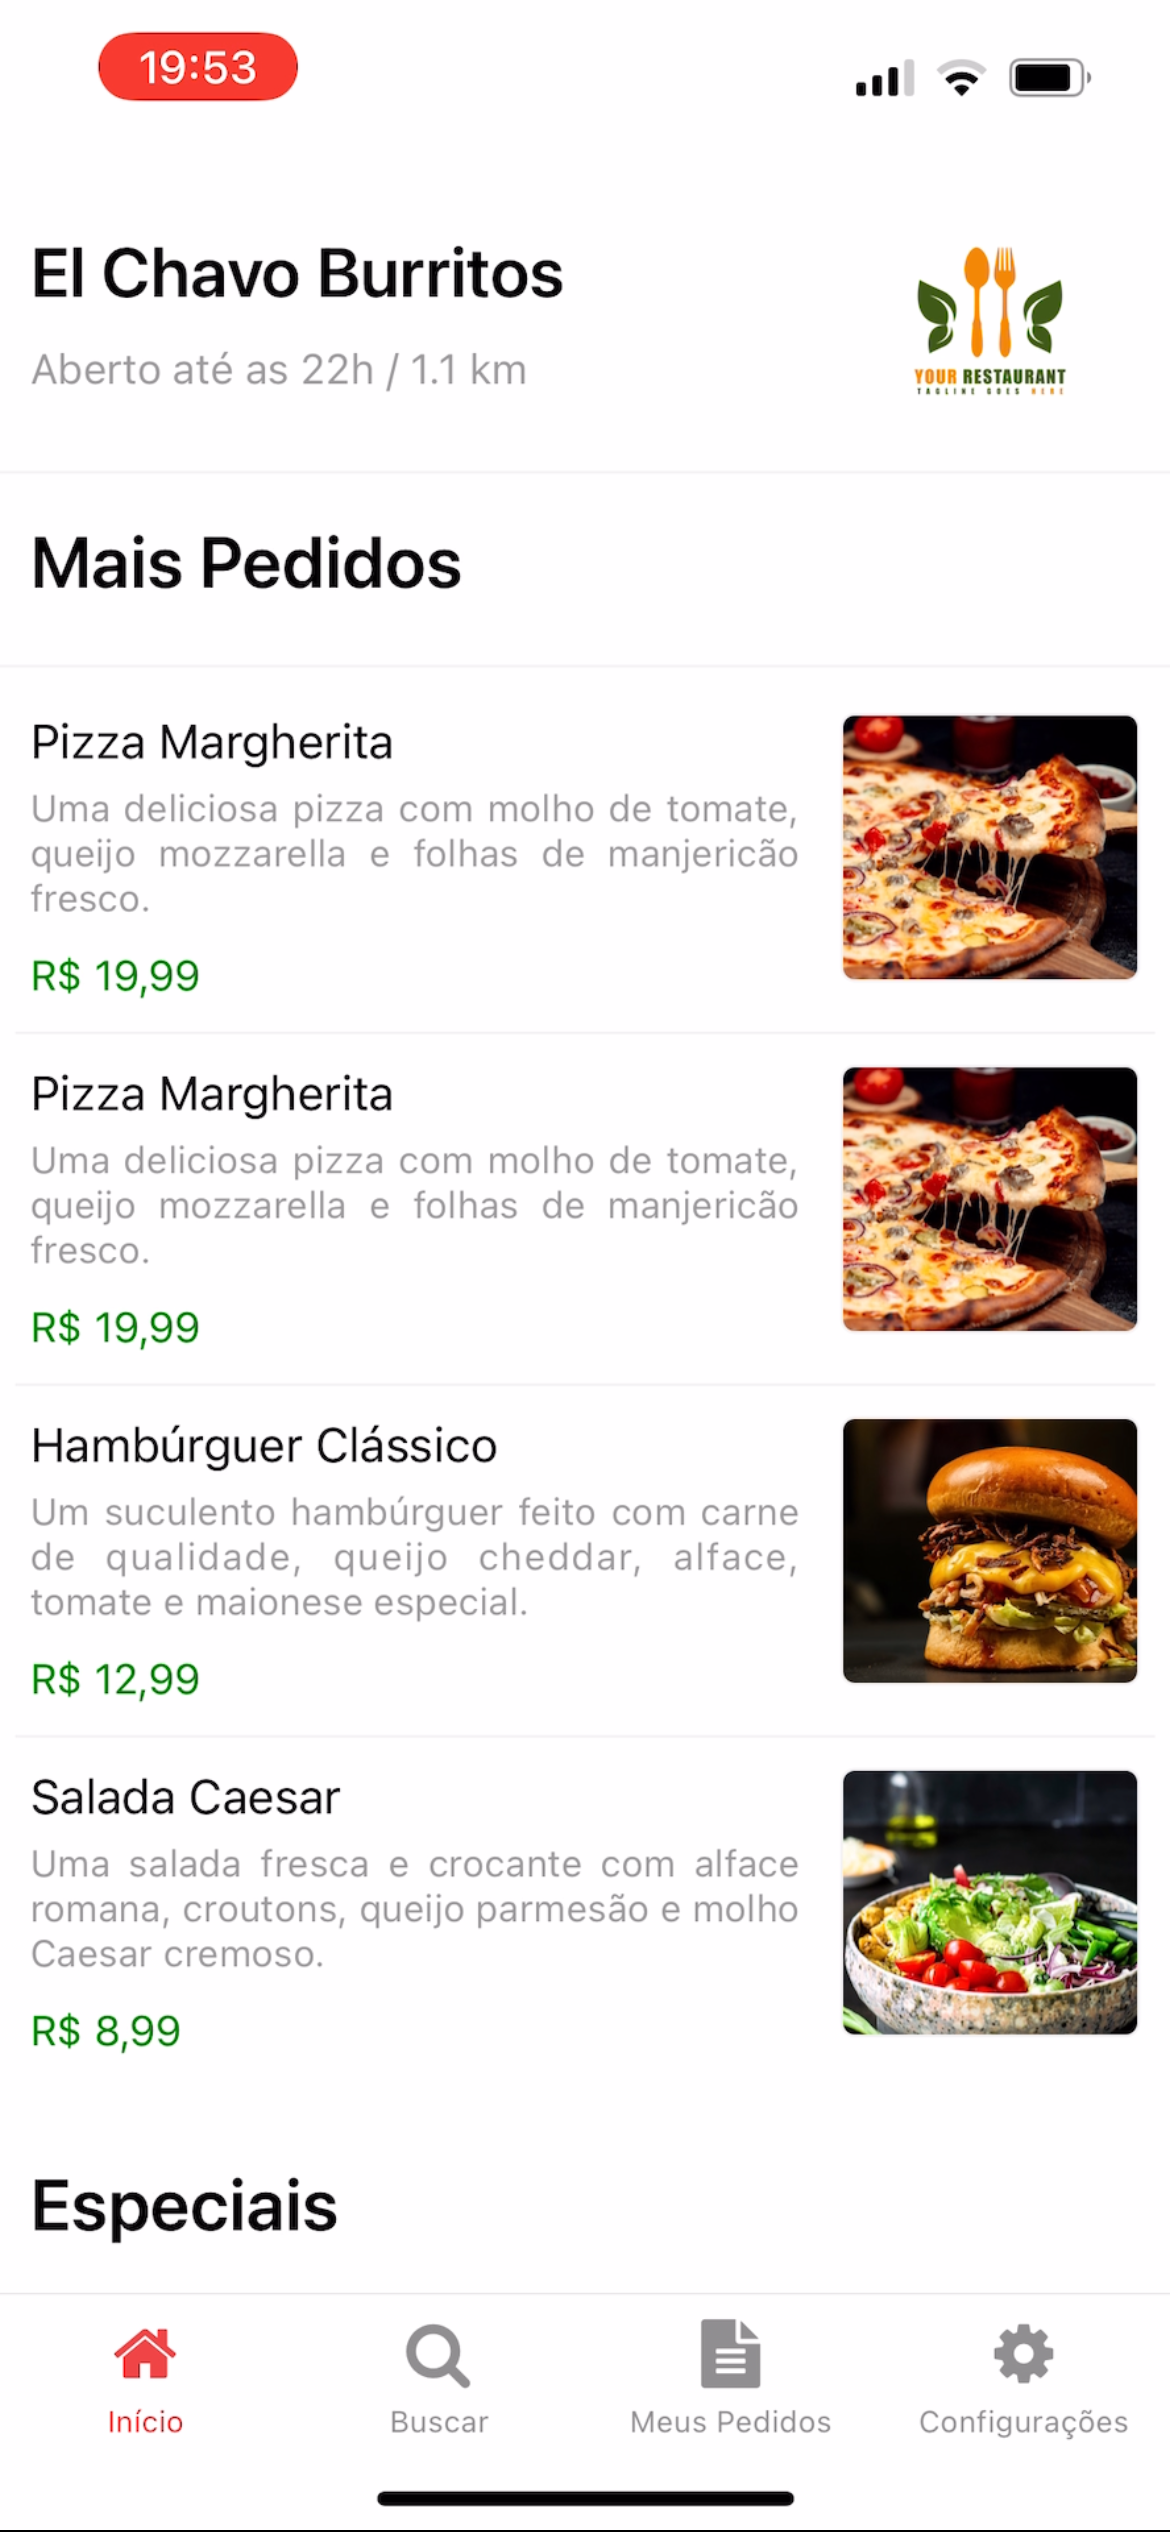 19:53
El Chavo Burritos
Aberto até as 22h / 1.1 km
YOUR RESTAURANT
TAGLINE GOES HERE
Mais Pedidos
Pizza Margherita
Uma deliciosa pizza com molho de tomate,
queijo mozzarella e folhas de manjericão
fresco.
R$ 19,99
Pizza Margherita
Uma deliciosa pizza com molho de tomate,
queijo mozzarella e folhas de manjericão
fresco.
R$ 19,99
Hambúrguer Clássico
Um suculento hambúrguer feito com carne
de qualidade, queijo cheddar, alface,
tomate e maionese especial.
R$ 12,99
Salada Caesar
Uma salada fresca e crocante com alface
romana, croutons, queijo parmesão e molho
Caesar cremoso.
R$ 8,99
Especiais
Início
Buscar
Meus Pedidos
Configurações